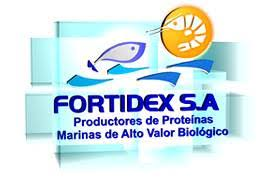 FORTIDEX S.A
Productores de Proteínas
Marinas de Alto Valor Biológico